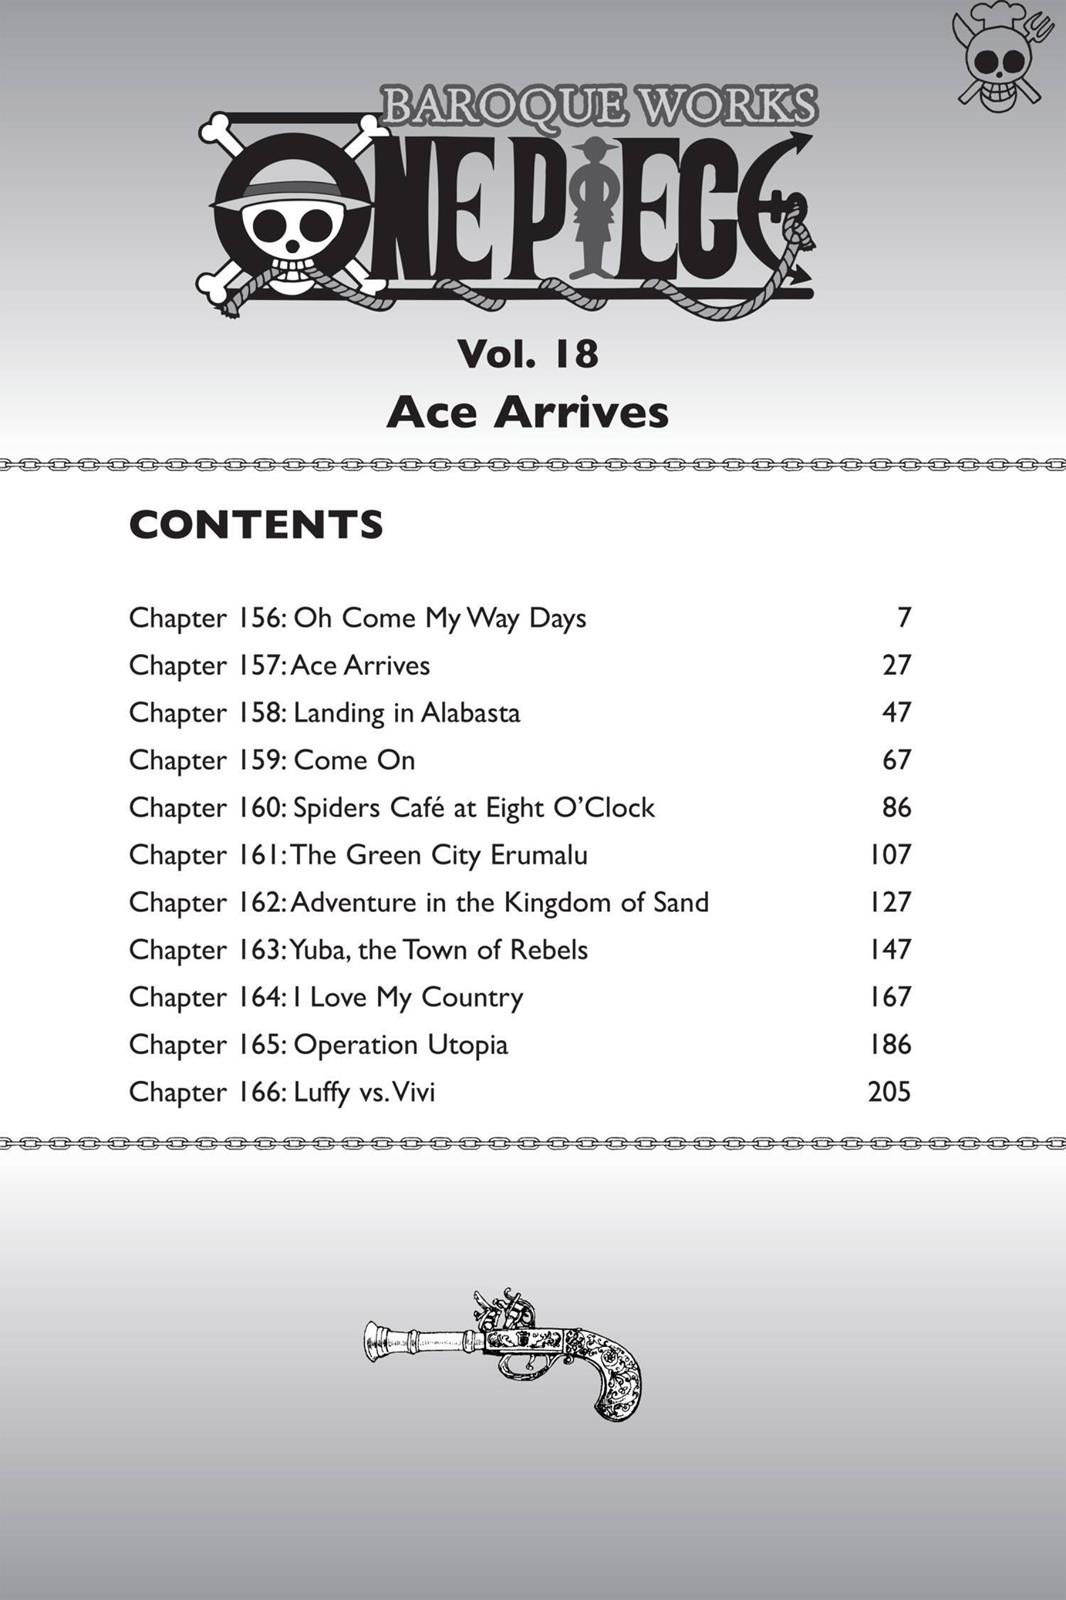 BAROQUE WORKS
ONE PIECE
Vol. 18
Ace Arrives
CONTENTS
Chapter 156: Oh Come My Way Days 7
Chapter 157: Ace Arrives 27
Chapter 158: Landing in Alabasta 47
Chapter 159: Come On 67
Chapter 160: Spiders Café at Eight O’Clock 86
Chapter 161: The Green City Erumalu 107
Chapter 162: Adventure in the Kingdom of Sand 127
Chapter 163: Yuba, the Town of Rebels 147
Chapter 164: I Love My Country 167
Chapter 165: Operation Utopia 186
Chapter 166: Luffy vs. Vivi 205